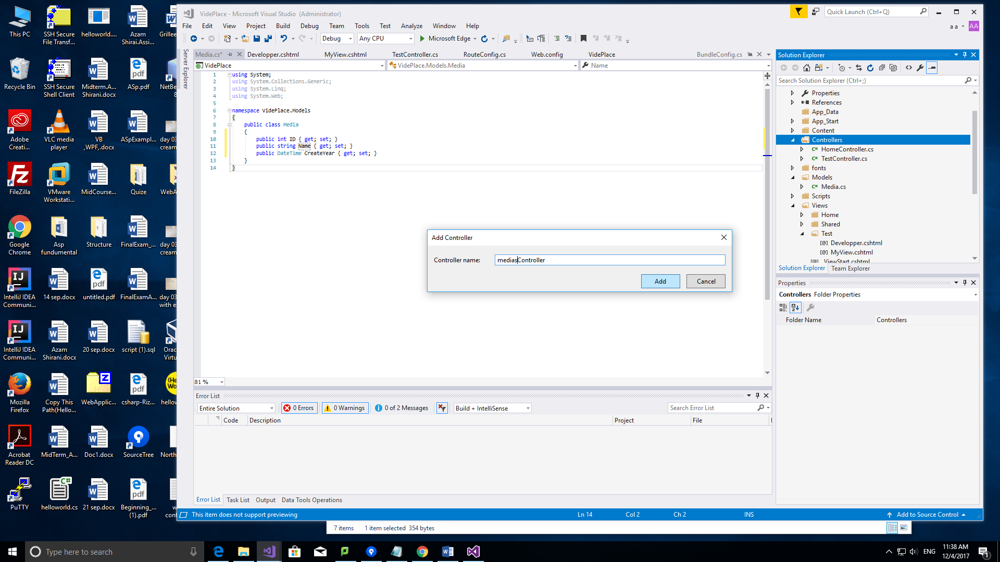 This PC
SSH Secure
File Transf...
helloworld....
Azam
Shirai.Assi...
Recycle Bin
SSH Secure
Shell Client
Midterm.A...
Shirani.docx
ASp.pdf
NetBe
8
Adobe
Creati...
VLC media
player
VB
,WPF,.docx
ASpExampl...
day 03
cream
FileZilla
VMware
Workstati...
MidCourse...
Quize
WebA
Google
Chrome
Asp
fundumental
Structure
FinalExam_...
day 03
cream
IntelliJ IDEA
Communi...
14 sep.docx
untitled.pdf
FinalExamA...
day 03
with e
IntelliJ IDEA
Communi...
Azam
Shirani.docx
20 sep.docx
script (1).sql
Orac
Virtu
Mozilla
Firefox
Copy This
Path(Hello...
WebApplic...
csharp-Riz...
hellow
Acrobat
Reader DC
MidTerm_A...
Doc1.docx
SourceTree
North
PuTTY
helloworld.cs
21 sep.docx
Beginning_...
(1).pdf
w
cont
VidePlace - Microsoft Visual Studio (Administrator)
Quick Launch (Ctrl+Q)
File Edit View Project Build Debug Team Tools Test Analyze Window Help
a a
AA
Debug
Any CPU
Microsoft Edge
Server Explorer
Media.cs* Developper.cshtml MyView.cshtml TestController.cs RouteConfig.cs Web.config VidePlace BundleConfig.cs
VidePlace
VidePlace.Models.Media
Name
1 using System;
2 using System.Collections.Generic;
3 using System.Linq;
4 using System.Web;
5
6 namespace VidePlace.Models
7 {
8 public class Media
9 {
10 public int ID { get; set; }
11 public string Name { get; set; }
12 public DateTime CreateYear { get; set; }
13 }
14 }
Add Controller
Controller name:
mediasController
Add
Cancel
81 %
Error List
Entire Solution
0 Errors
0 Warnings
0 of 2 Messages
Build + IntelliSense
Search Error List
Code Description Project File
Error List Task List Output Data Tools Operations
This item does not support previewing
Ln 14 Col 2 Ch 2 INS
Add to Source Control
Solution Explorer
Search Solution Explorer (Ctrl+;)
Properties
References
App_Data
App_Start
Content
Controllers
C# HomeController.cs
C# TestController.cs
fonts
Models
C# Media.cs
Scripts
Views
Home
Shared
Test
[@] Developper.cshtml
[@] MyView.cshtml
[@] ViewStart.cshtml
Solution Explorer Team Explorer
Properties
Controllers Folder Properties
Folder Name Controllers
7 items 1 item selected 354 bytes
Type here to search
ENG
11:38 AM
12/4/2017
1